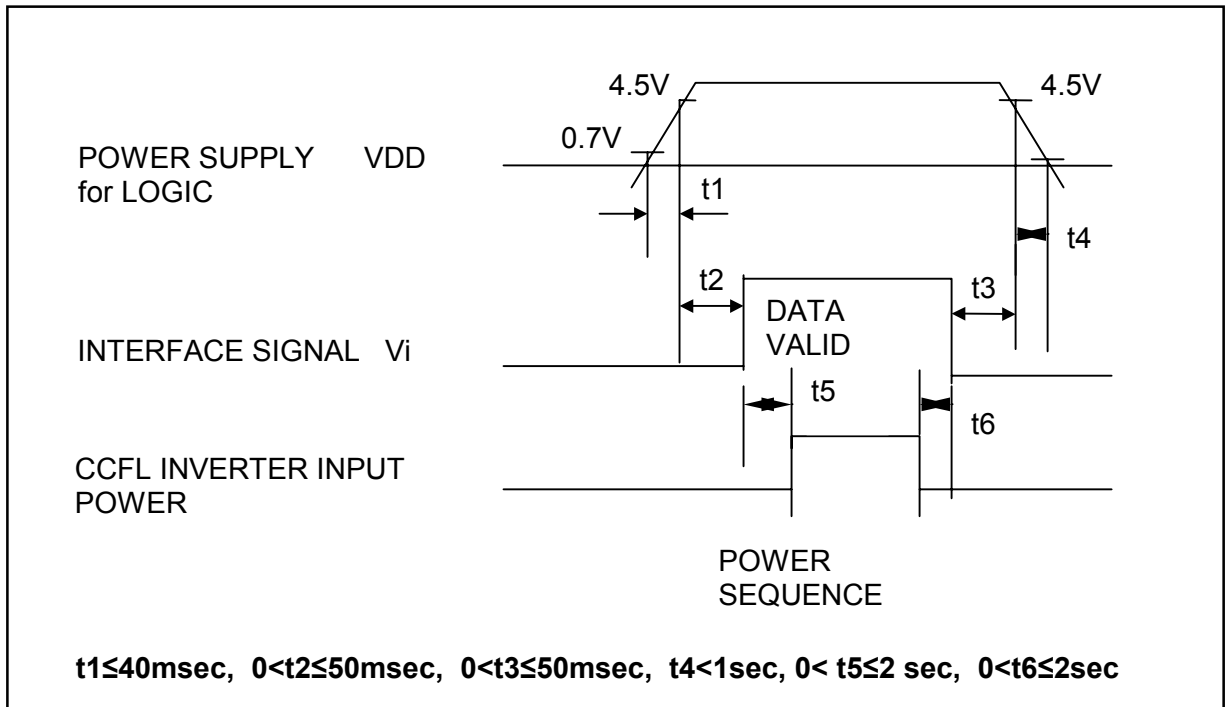 4.5V
4.5V
0.7V
POWER SUPPLY VDD
for LOGIC
t1
t4
t2
t3
DATA
VALID
INTERFACE SIGNAL Vi
t5
t6
CCFL INVERTER INPUT
POWER
POWER
SEQUENCE
t1≤40msec, 0<t2≤50msec, 0<t3≤50msec, t4<1sec, 0< t5≤2 sec, 0<t6≤2sec